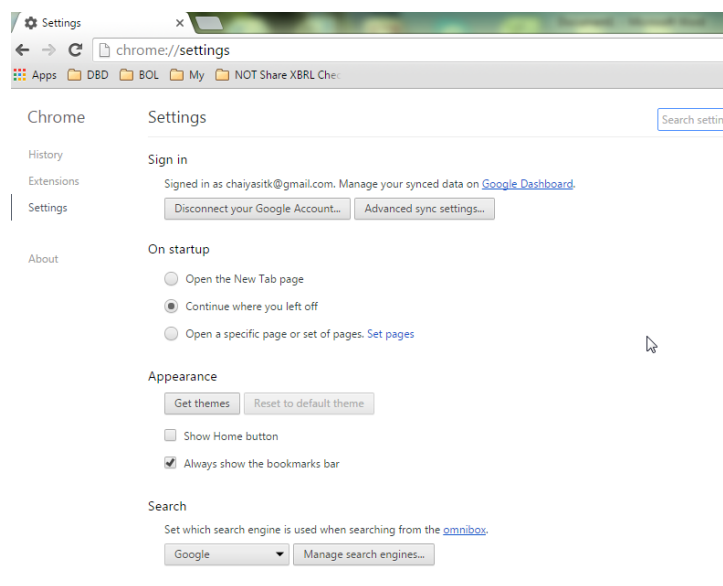 Settings
chrome://settings
Apps DBD BOL My NOT Share XBRL Chec
Chrome
Settings
Search settin
History
Extensions
Settings
About
Sign in
Signed in as chaiyasitk@gmail.com. Manage your synced data on Google Dashboard.
Disconnect your Google Account... Advanced sync settings...
On startup
Open the New Tab page
Continue where you left off
Open a specific page or set of pages. Set pages
Appearance
Get themes Reset to default theme
Show Home button
Always show the bookmarks bar
Search
Set which search engine is used when searching from the omnibox.
Google Manage search engines...